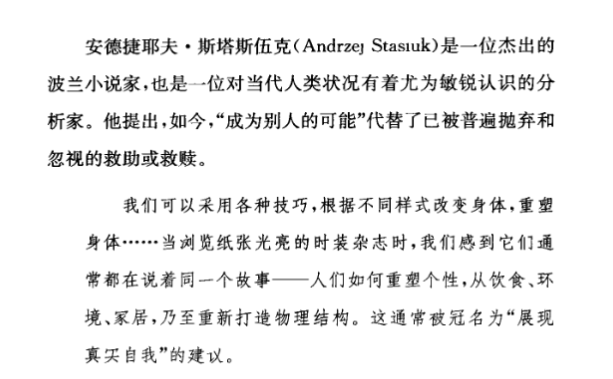 安德捷耶夫·斯塔斯伍克(Andrzej Stasiuk)是一位杰出的
波兰小说家,也是一位对当代人类状况有着尤为敏锐认识的分
析家。他提出,如今,“成为别人的可能”代替了已被普遍抛弃和
忽视的救助或救赎。
我们可以采用各种技巧,根据不同样式改变身体,重塑
身体……当浏览纸张光亮的时装杂志时,我们感到它们通
常都在说着同一个故事——人们如何重塑个性,从饮食、环
境、家居,乃至重新打造物理结构。这通常被冠名为“展现
真实自我”的建议。